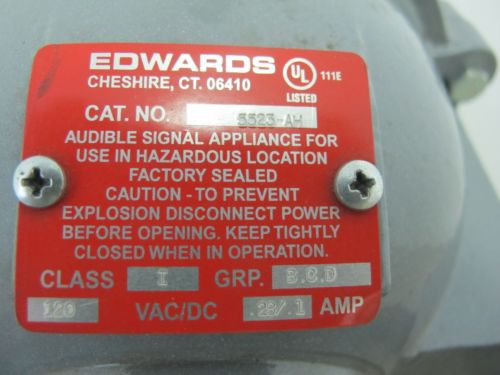 EDWARDS
CHESHIRE, CT. 06410
UL 111E
LISTED
CAT. NO. 5523-AH
AUDIBLE SIGNAL APPLIANCE FOR
USE IN HAZARDOUS LOCATION
FACTORY SEALED
CAUTION - TO PREVENT
EXPLOSION DISCONNECT POWER
BEFORE OPENING. KEEP TIGHTLY
CLOSED WHEN IN OPERATION.
CLASS I GRP. B.C.D
120 VAC/DC .28/.1 AMP